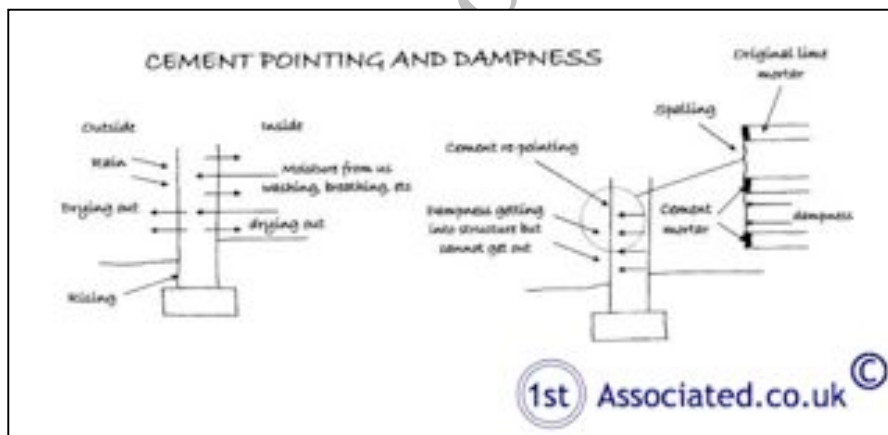 CEMENT POINTING AND DAMPNESS
Outside
Inside
Rain
Moisture from us
washing, breathing, etc
Drying out
drying out
Rising
Original lime
mortar
Spalling
Cement re-pointing
Dampness getting
into structure but
cannot get out
Cement
mortar
dampness
1st Associated.co.uk ©